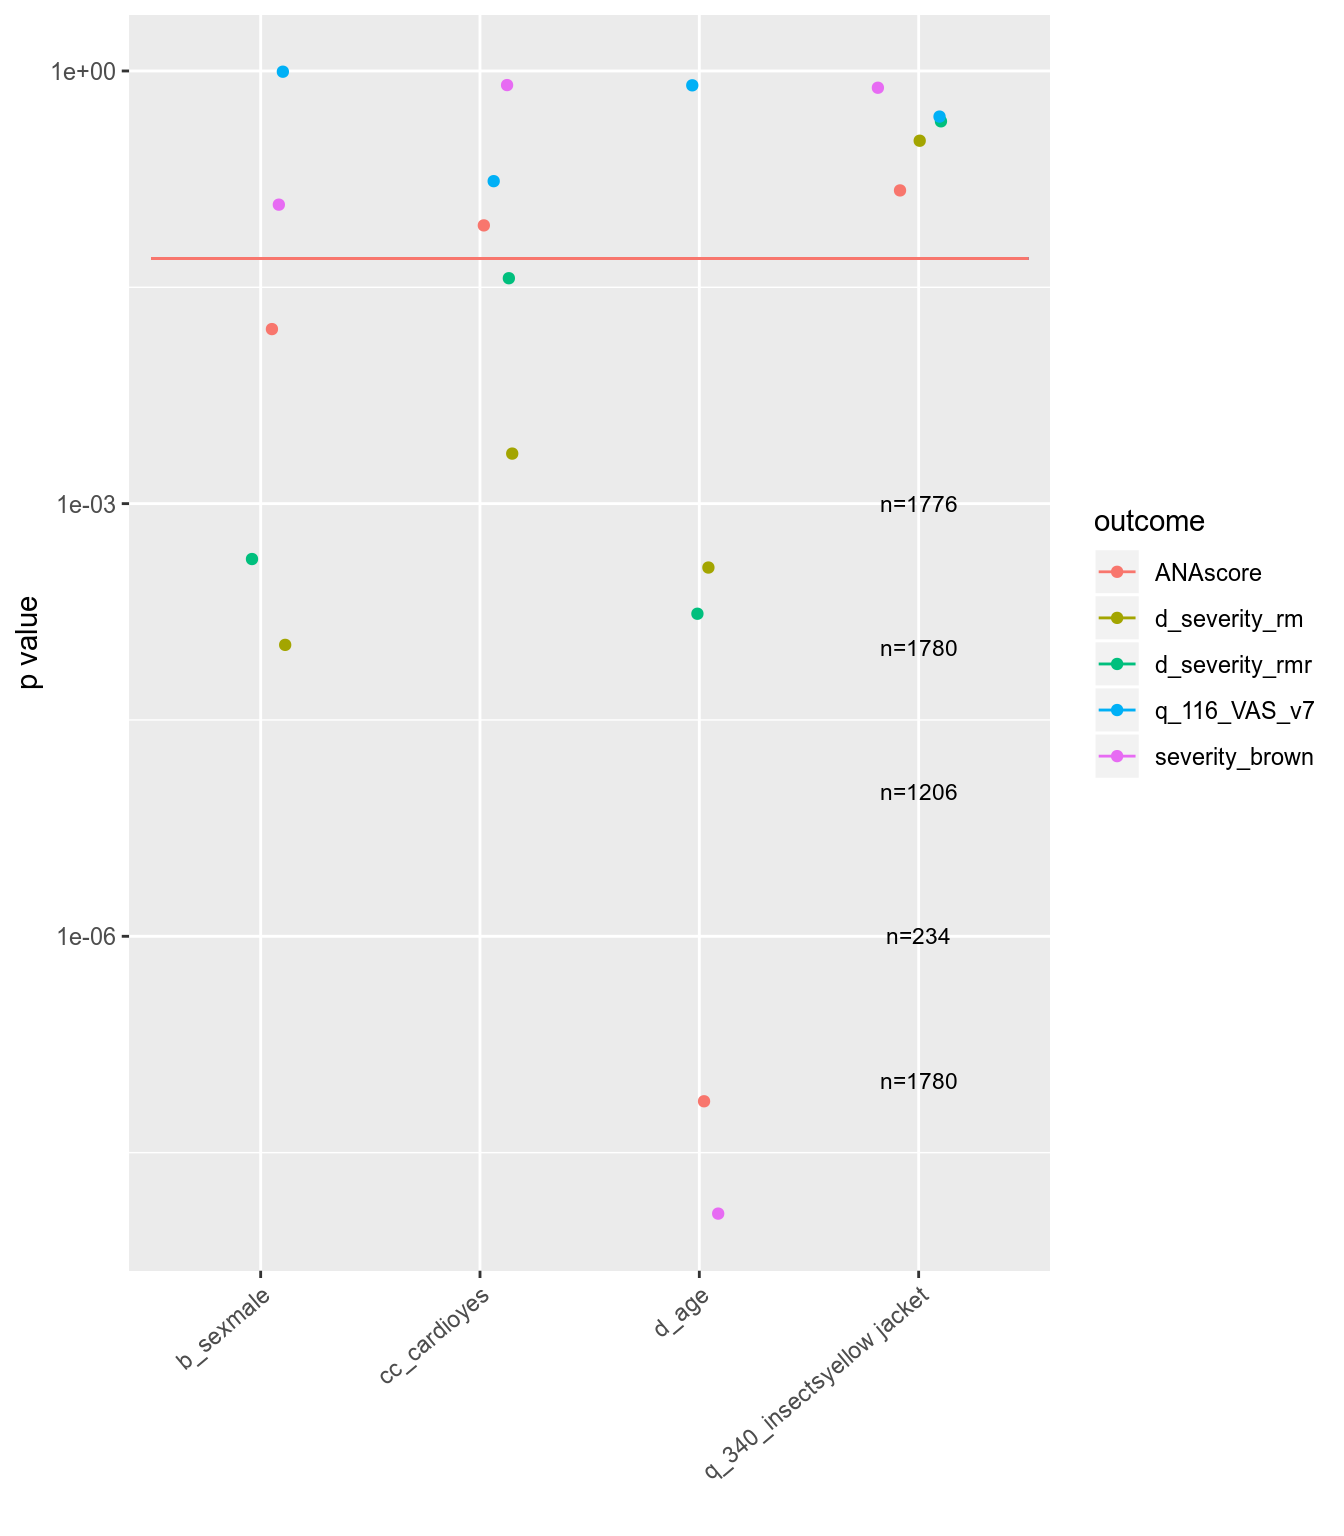 1e+00
1e-03
1e-06
p value
n=1776
n=1780
n=1206
n=234
n=1780
b_sexmale
cc_cardioyes
d_age
q_340_insectsyellow jacket
outcome
ANAscore
d_severity_rm
d_severity_rmr
q_116_VAS_v7
severity_brown